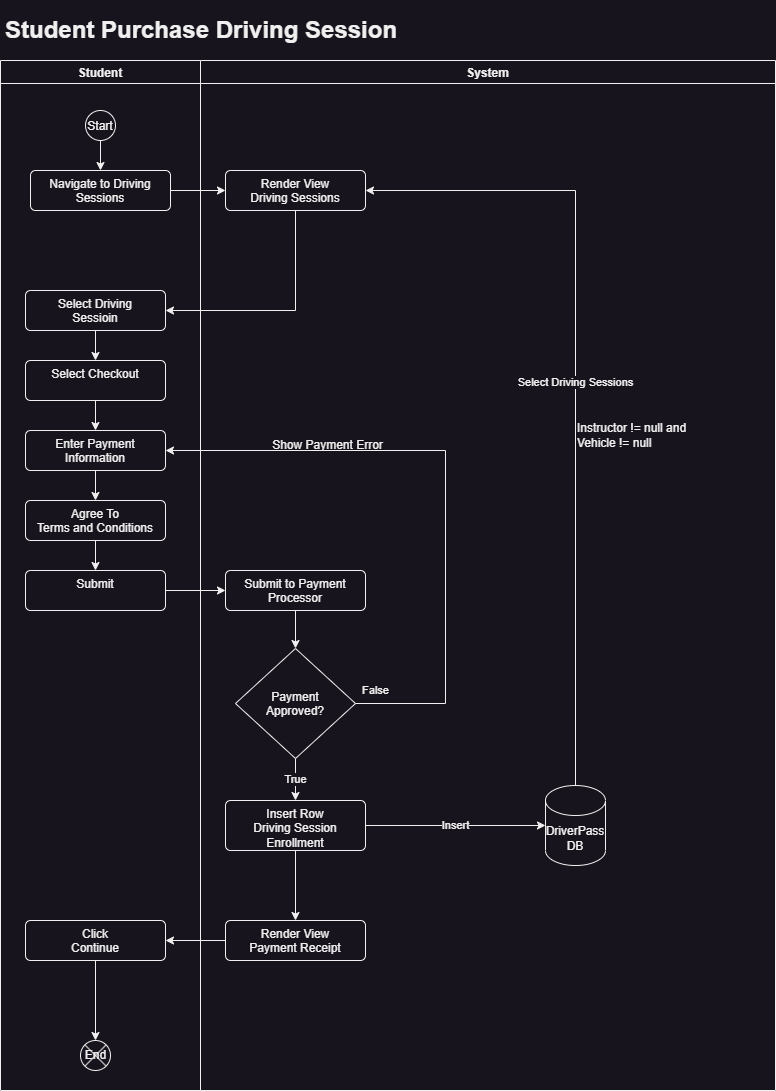 Student Purchase Driving Session
Student
System
Start
Navigate to Driving
Sessions
Render View
Driving Sessions
Select Driving
Sessioin
Select Checkout
Select Driving Sessions
Instructor != null and
Vehicle != null
Enter Payment
Information
Show Payment Error
Agree To
Terms and Conditions
Submit
Submit to Payment
Processor
Payment
Approved?
False
True
Insert Row
Driving Session
Enrollment
Insert
DriverPass
DB
Click
Continue
Render View
Payment Receipt
End